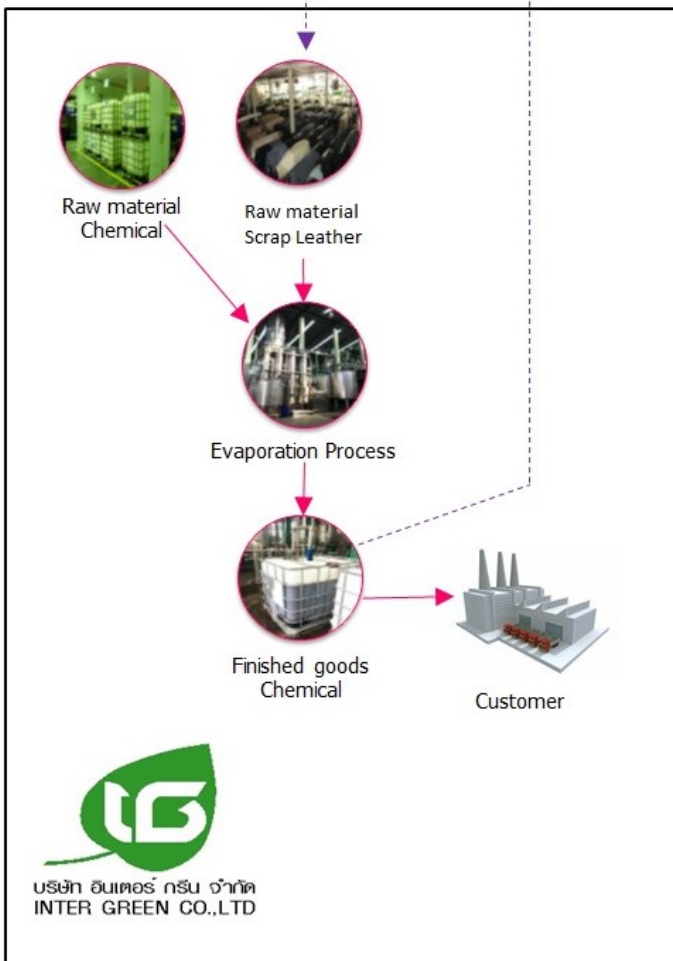 Raw material
Chemical
Raw material
Scrap Leather
Evaporation Process
Finished goods
Chemical
Customer
IG
บริษัท อินเตอร์ กรีน จำกัด
INTER GREEN CO.,LTD